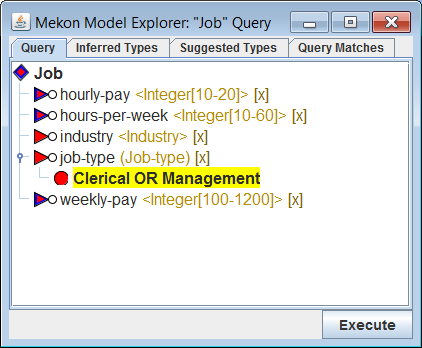 Mekon Model Explorer: "Job" Query
Query Inferred Types Suggested Types Query Matches
Job
hourly-pay <Integer[10-20]> [x]
hours-per-week <Integer[10-60]> [x]
industry <Industry> [x]
job-type (Job-type) [x]
Clerical OR Management
weekly-pay <Integer[100-1200]> [x]
Execute